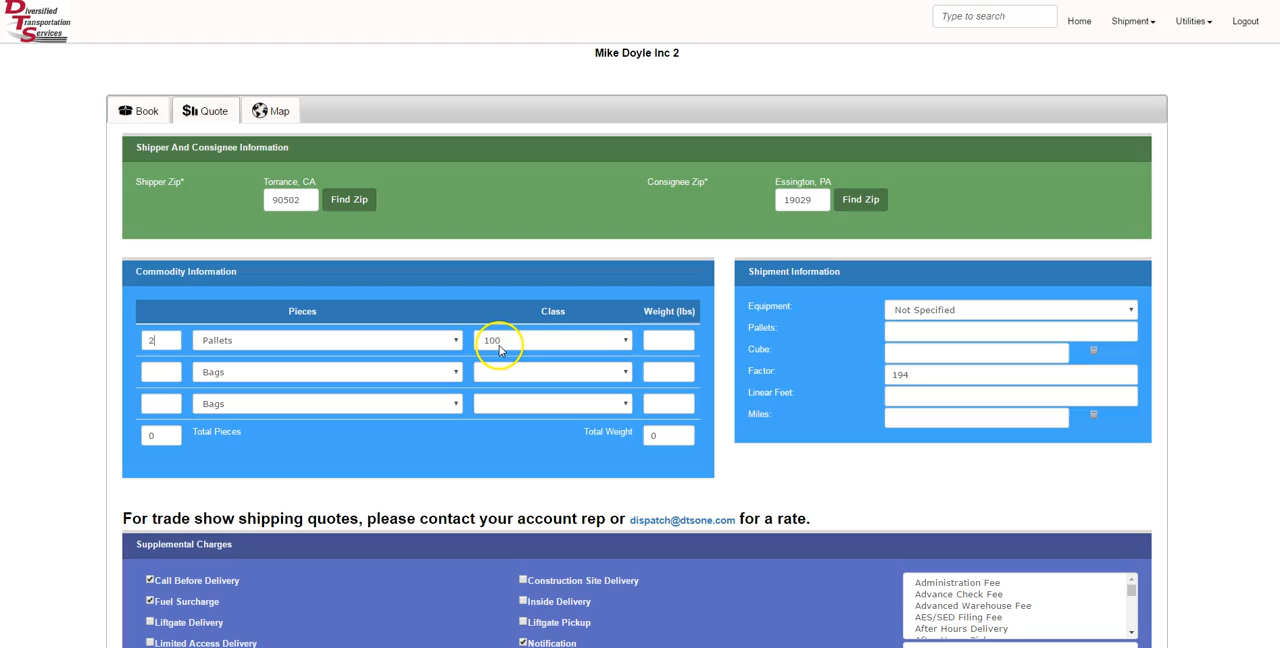 Diversified
Transportation
Services
Type to search
Home
Shipment
Utilities
Logout
Mike Doyle Inc 2
Book
Quote
Map
Shipper And Consignee Information
Shipper Zip*
Torrance, CA
90502
Find Zip
Consignee Zip*
Essington, PA
19029
Find Zip
Commodity Information
Pieces
Class
Weight (lbs)
2
Pallets
100
Bags
Bags
0
Total Pieces
Total Weight
0
Shipment Information
Equipment:
Not Specified
Pallets:
Cube:
Factor:
194
Linear Feet:
Miles:
For trade show shipping quotes, please contact your account rep or dispatch@dtsone.com for a rate.
Supplemental Charges
Call Before Delivery
Fuel Surcharge
Liftgate Delivery
Limited Access Delivery
Construction Site Delivery
Inside Delivery
Liftgate Pickup
Notification
Administration Fee
Advance Check Fee
Advanced Warehouse Fee
AES/SED Filing Fee
After Hours Delivery